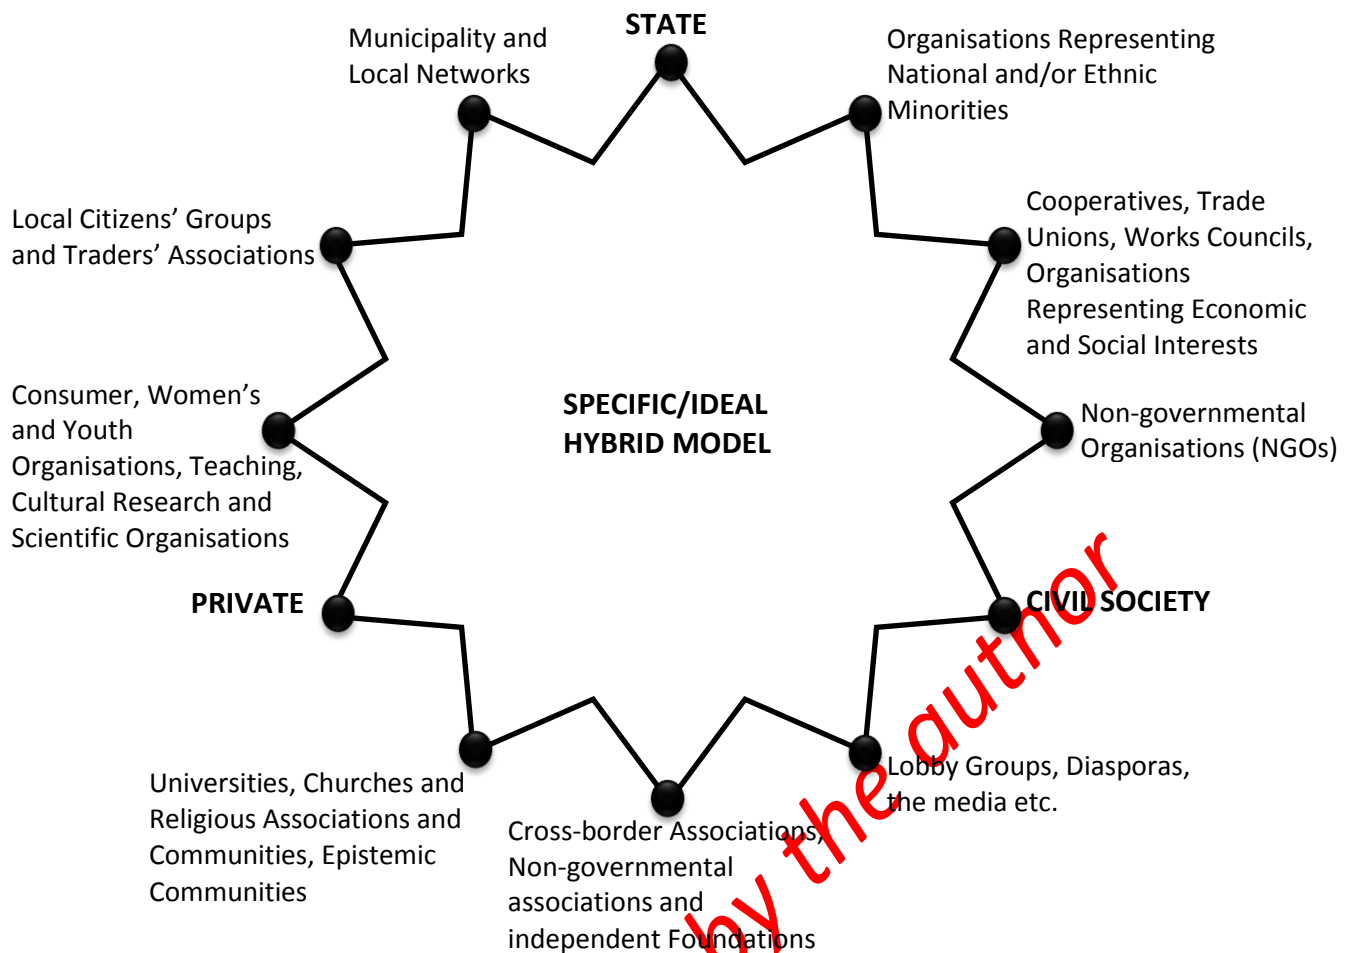 STATE
Municipality and
Local Networks
Organisations Representing
National and/or Ethnic
Minorities
Local Citizens’ Groups
and Traders’ Associations
Cooperatives, Trade
Unions, Works Councils,
Organisations
Representing Economic
and Social Interests
Consumer, Women’s
and Youth
Organisations, Teaching,
Cultural Research and
Scientific Organisations
SPECIFIC/IDEAL
HYBRID MODEL
Non-governmental
Organisations (NGOs)
PRIVATE
CIVIL SOCIETY
Universities, Churches and
Religious Associations and
Communities, Epistemic
Communities
Cross-border Associations,
Non-governmental
associations and
independent Foundations
Lobby Groups, Diasporas,
the media etc.
by the author